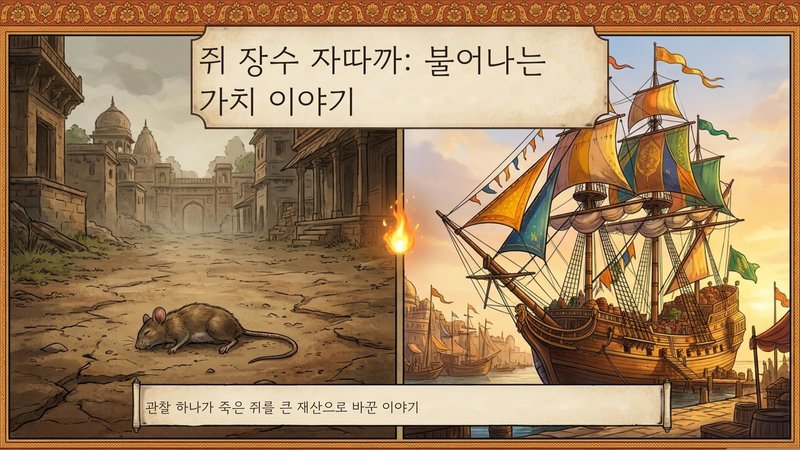 쥐 장수 자따까: 불어나는
가치 이야기
관찰 하나가 죽은 쥐를 큰 재산으로 바꾼 이야기